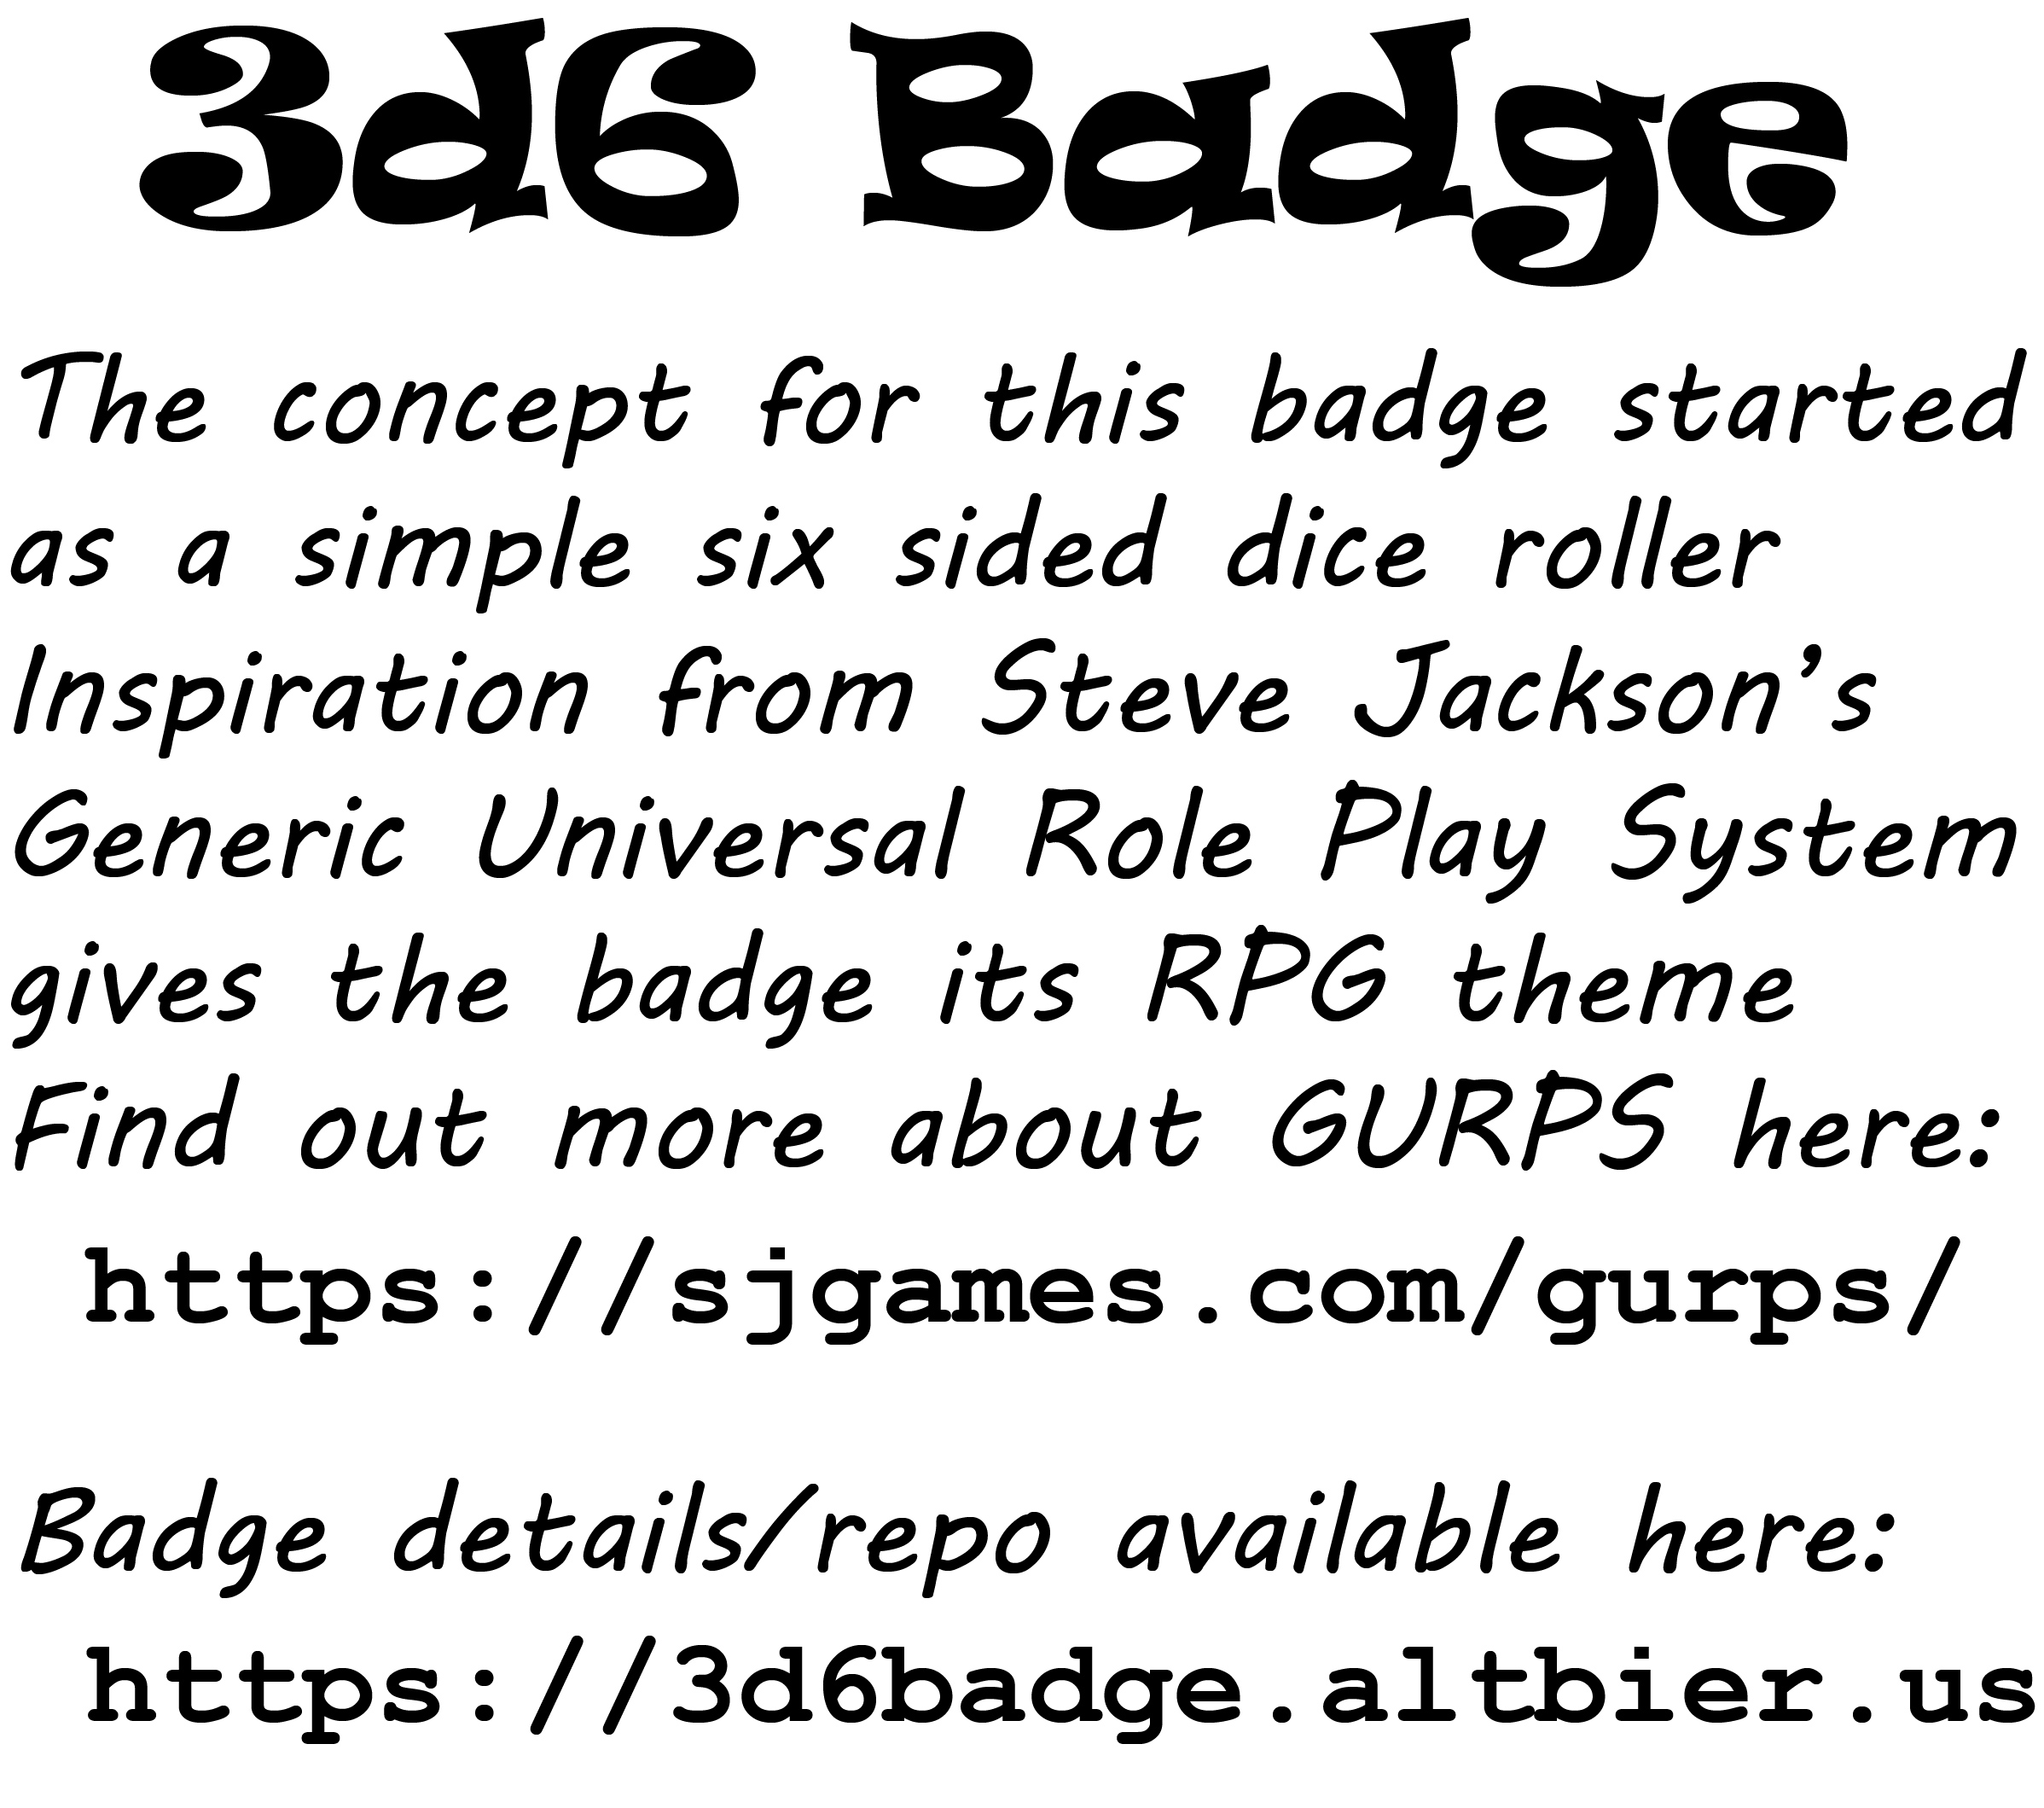 3d6 Badge
The concept for this badge started
as a simple six sided dice roller
Inspiration from Steve Jackson's
Generic Universal Role Play System
gives the badge its RPG theme
Find out more about GURPS here:
https://sjgames.com/gurps/
Badge details/repo available here:
https://3d6badge.altbier.us